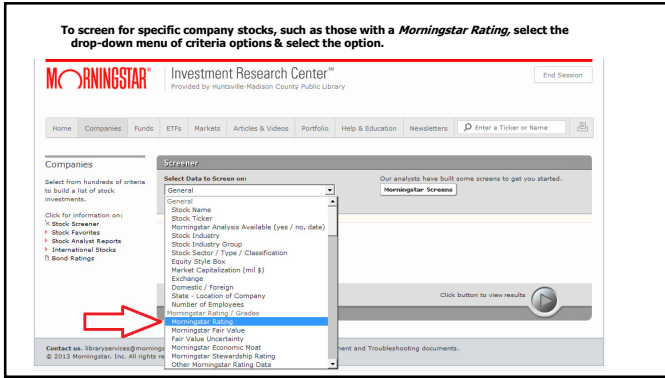 To screen for specific company stocks, such as those with a Morningstar Rating, select the
drop-down menu of criteria options & select the option.
MORNINGSTAR®
Investment Research Center℠
Provided by Huntsville-Madison County Public Library
End Session
Home Companies Funds ETFs Markets Articles & Videos Portfolio Help & Education Newsletters Enter a Ticker or Name
Companies
Select from hundreds of criteria
to build a list of stock
investments.
Click for information on:
Stock Screener
Stock Favorites
Stock Analyst Reports
International Stocks
Bond Ratings
Screener
Select Data to Screen on:
General
General
Stock Name
Stock Ticker
Morningstar Analysis Available (yes / no, date)
Stock Industry
Stock Industry Group
Stock Sector / Type / Classification
Equity Style Box
Market Capitalization (mil $)
Exchange
Domestic / Foreign
State - Location of Company
Number of Employees
Morningstar Rating / Grades
Morningstar Rating
Morningstar Fair Value
Fair Value Uncertainty
Morningstar Economic Moat
Morningstar Stewardship Rating
Other Morningstar Rating Data
Our analysts have built some screens to get you started.
Morningstar Screens
Click button to view results
Contact us. libraryservices@mornings ment and Troubleshooting documents.
© 2013 Morningstar, Inc. All rights re